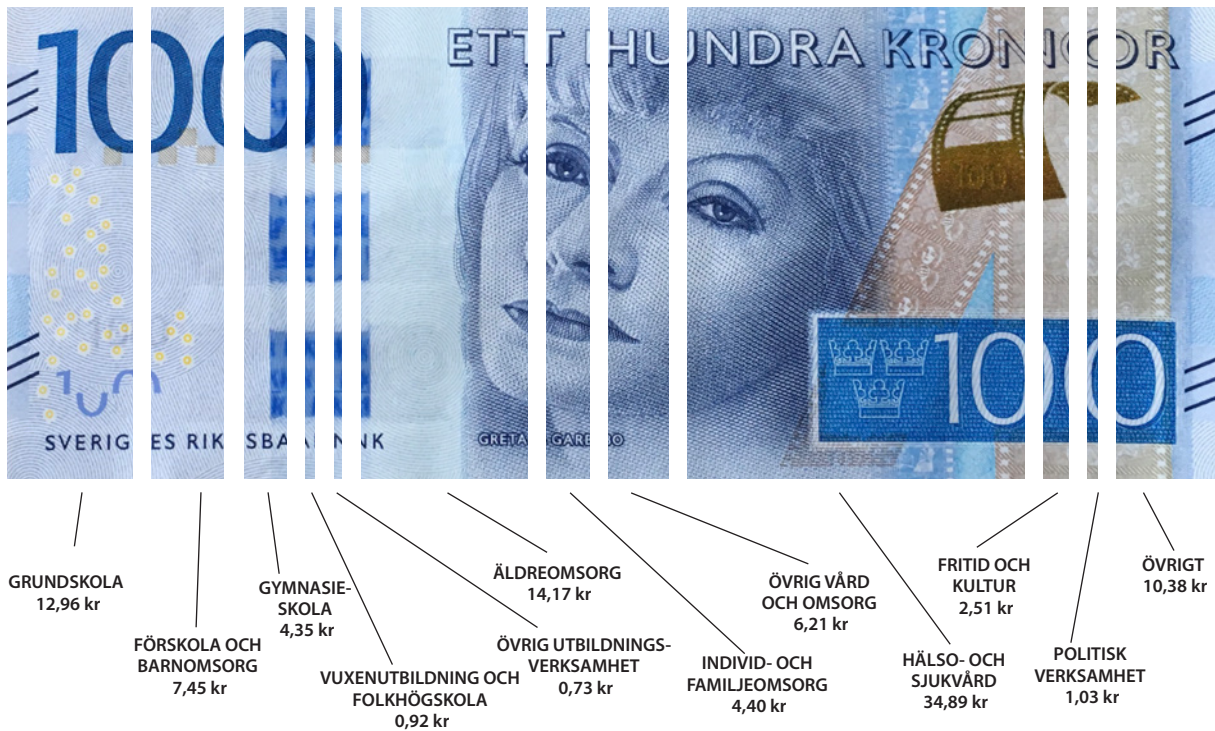 100
ETT HUNDRA KRONOR
100
100
100
SVERIGES RIKSBANK
GRETA GARBO
GRUNDSKOLA
12,96 kr
FÖRSKOLA OCH
BARNOMSORG
7,45 kr
GYMNASIE-
SKOLA
4,35 kr
VUXENUTBILDNING OCH
FOLKHÖGSKOLA
0,92 kr
ÖVRIG UTBILDNINGS-
VERKSAMHET
0,73 kr
ÄLDREOMSORG
14,17 kr
INDIVID- OCH
FAMILJEOMSORG
4,40 kr
ÖVRIG VÅRD
OCH OMSORG
6,21 kr
HÄLSO- OCH
SJUKVÅRD
34,89 kr
FRITID OCH
KULTUR
2,51 kr
POLITISK
VERKSAMHET
1,03 kr
ÖVRIGT
10,38 kr